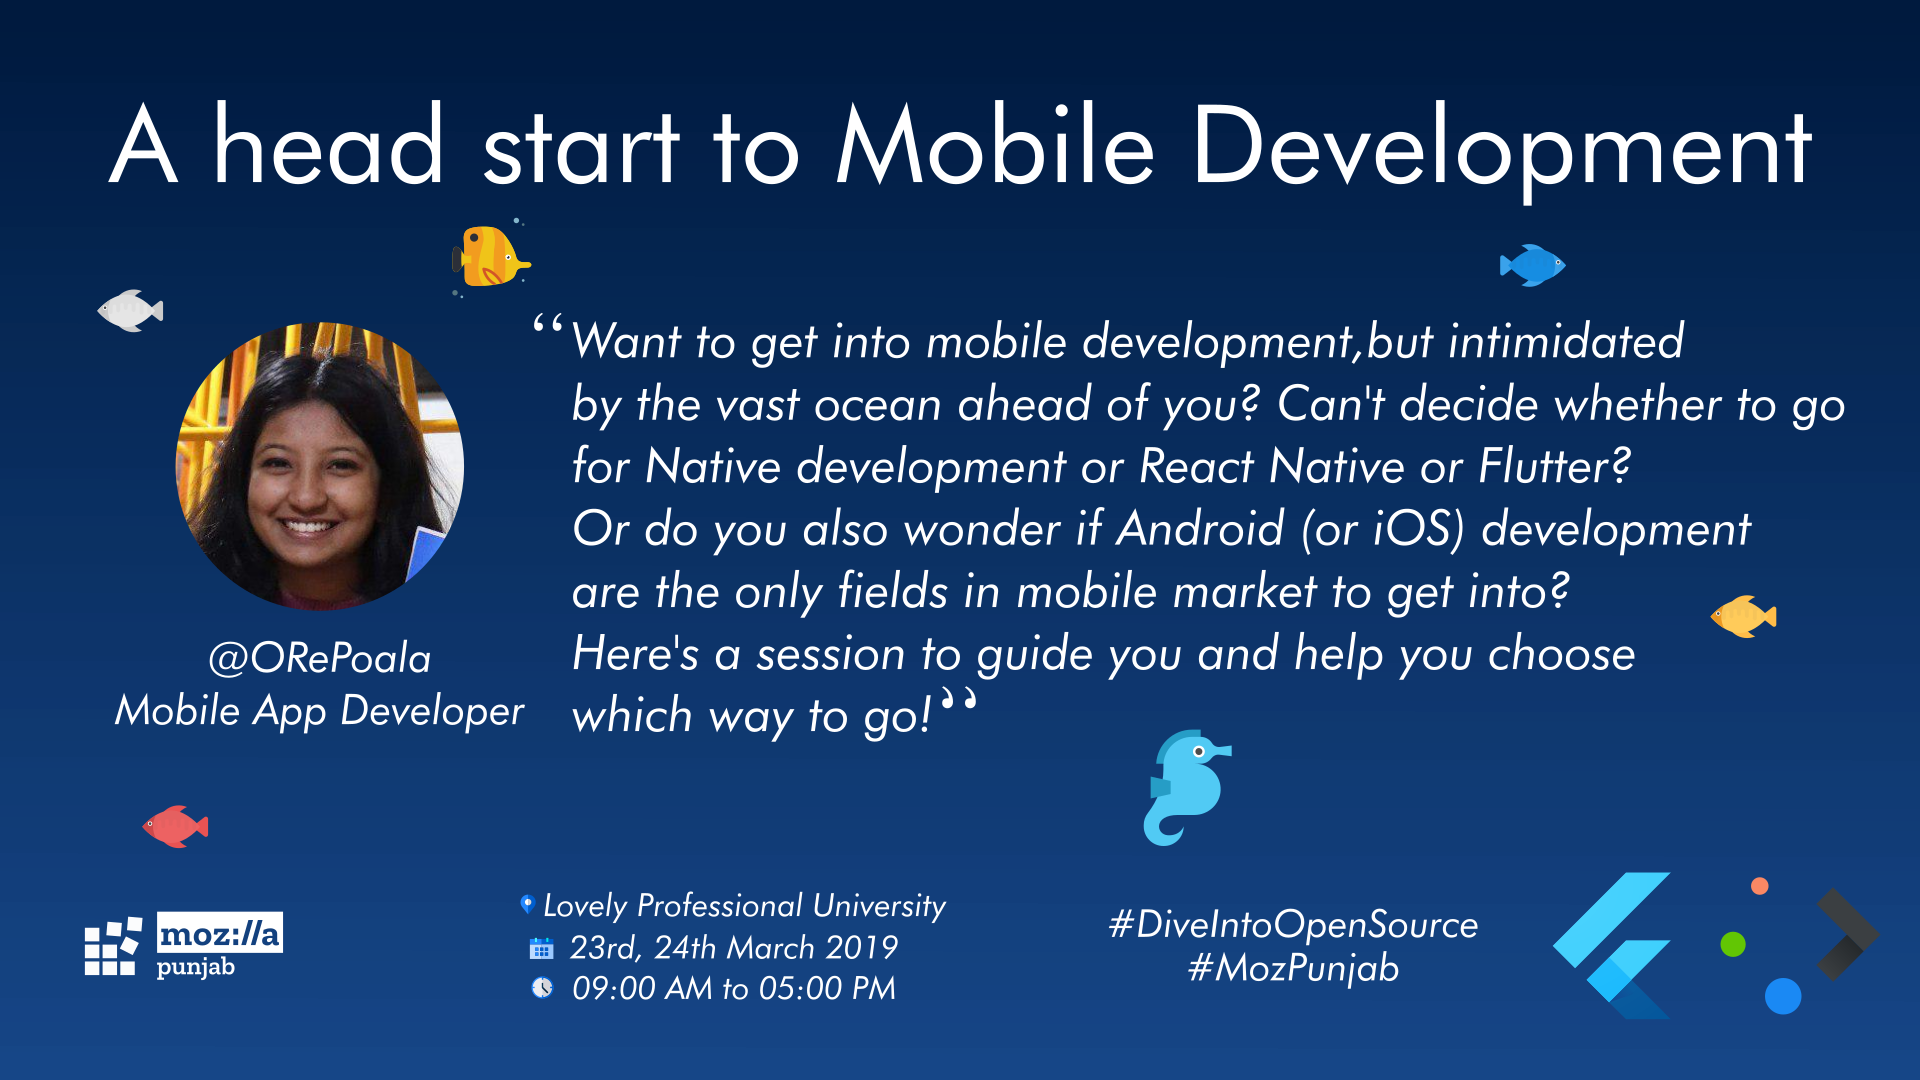 A head start to Mobile Development
“Want to get into mobile development,but intimidated
by the vast ocean ahead of you? Can't decide whether to go
for Native development or React Native or Flutter?
Or do you also wonder if Android (or iOS) development
are the only fields in mobile market to get into?
Here's a session to guide you and help you choose
which way to go!”
@ORePoala
Mobile App Developer
moz://a
punjab
Lovely Professional University
23rd, 24th March 2019
09:00 AM to 05:00 PM
#DiveIntoOpenSource
#MozPunjab